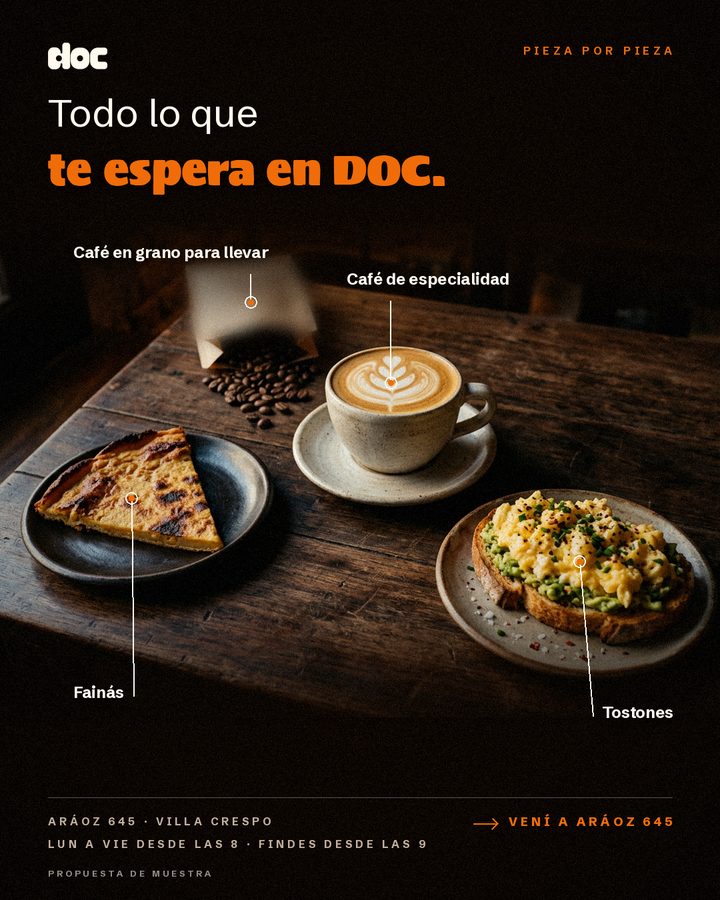 doc
PIEZA POR PIEZA
Todo lo que
te espera en DOC.
Café en grano para llevar
Café de especialidad
Fainás
Tostones
ARÁOZ 645 · VILLA CRESPO
VENÍ A ARÁOZ 645
LUN A VIE DESDE LAS 8 · FINDES DESDE LAS 9
PROPUESTA DE MUESTRA